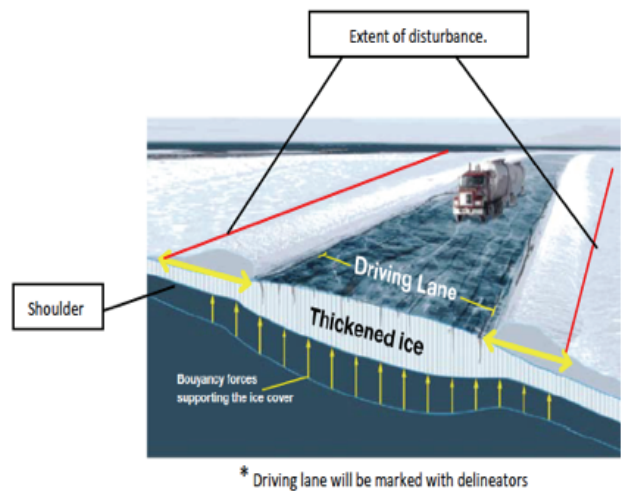 Extent of disturbance.
Driving Lane
Shoulder
Thickened ice
Bouyancy forces
supporting the ice cover
* Driving lane will be marked with delineators